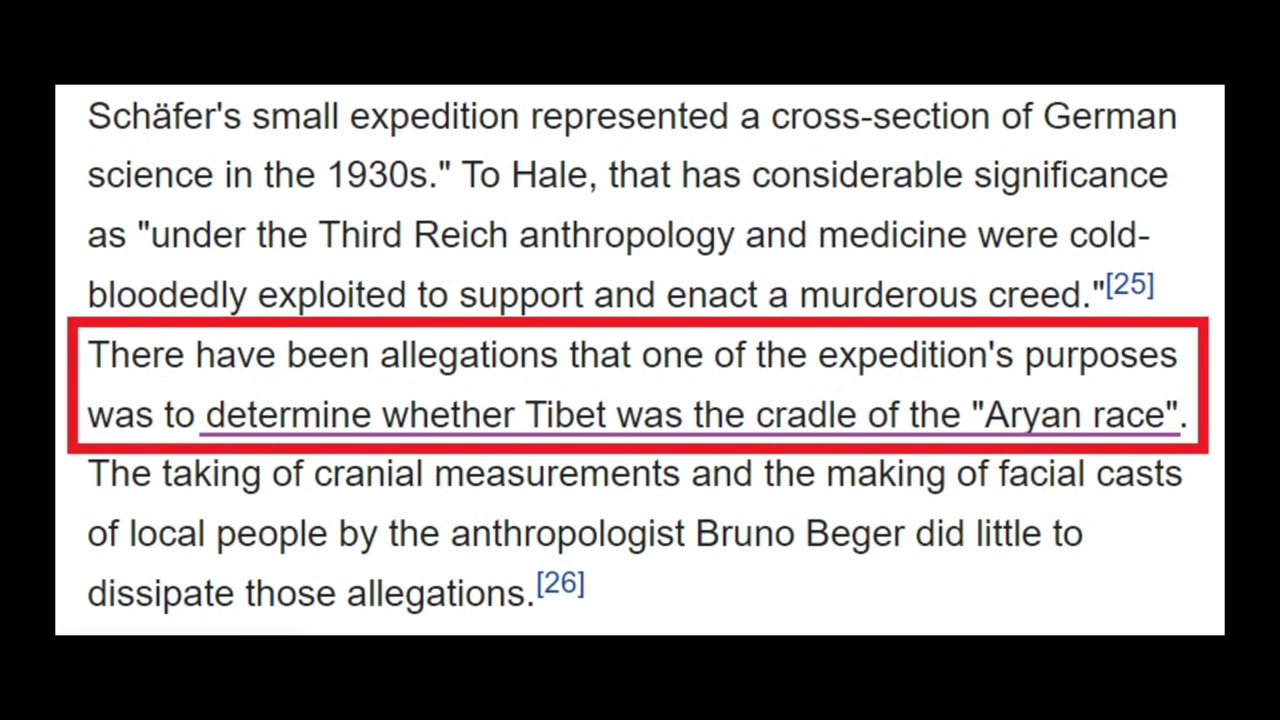 Schäfer's small expedition represented a cross-section of German
science in the 1930s." To Hale, that has considerable significance
as "under the Third Reich anthropology and medicine were cold-
bloodedly exploited to support and enact a murderous creed."[25]
There have been allegations that one of the expedition's purposes
was to determine whether Tibet was the cradle of the "Aryan race".
The taking of cranial measurements and the making of facial casts
of local people by the anthropologist Bruno Beger did little to
dissipate those allegations.[26]